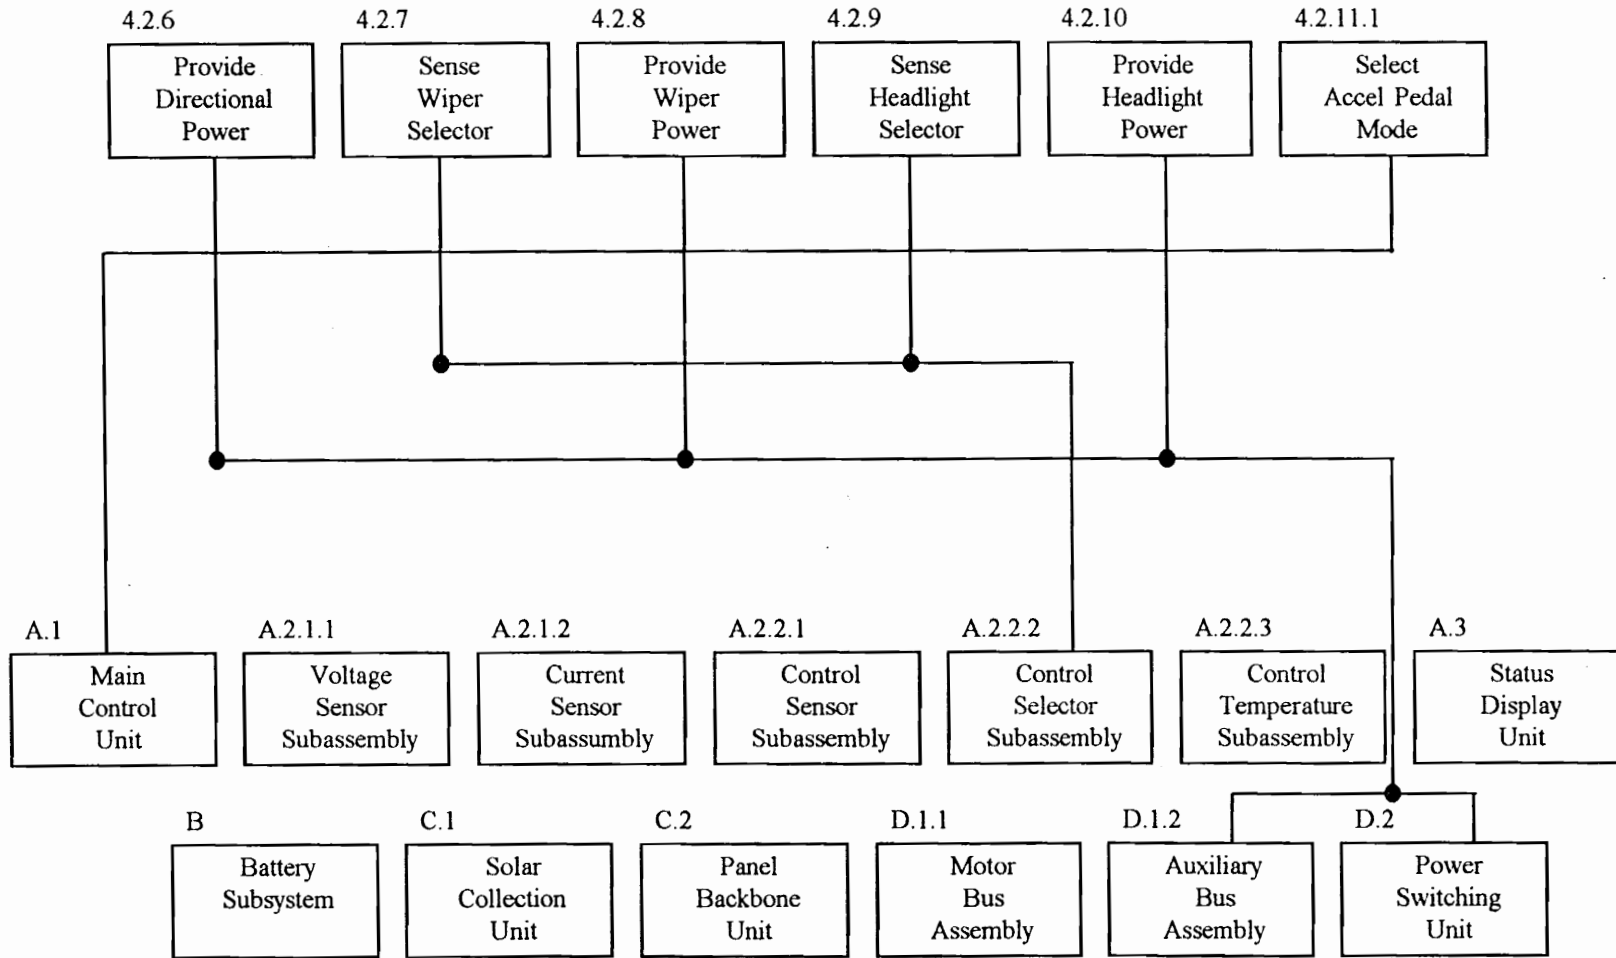 4.2.6
4.2.7
4.2.8
4.2.9
4.2.10
4.2.11.1
Provide
Directional
Power
Sense
Wiper
Selector
Provide
Wiper
Power
Sense
Headlight
Selector
Provide
Headlight
Power
Select
Accel Pedal
Mode
A.1
A.2.1.1
A.2.1.2
A.2.2.1
A.2.2.2
A.2.2.3
A.3
Main
Control
Unit
Voltage
Sensor
Subassembly
Current
Sensor
Subassumbly
Control
Sensor
Subassembly
Control
Selector
Subassembly
Control
Temperature
Subassembly
Status
Display
Unit
B
C.1
C.2
D.1.1
D.1.2
D.2
Battery
Subsystem
Solar
Collection
Unit
Panel
Backbone
Unit
Motor
Bus
Assembly
Auxiliary
Bus
Assembly
Power
Switching
Unit